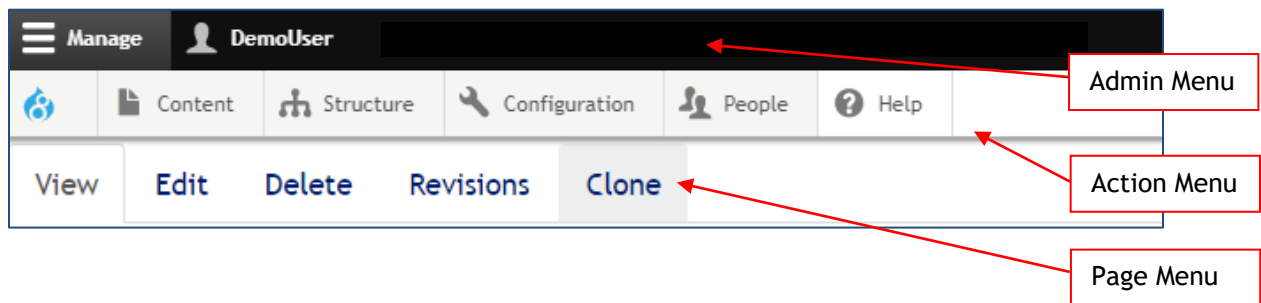 Manage DemoUser
Admin Menu
Content Structure Configuration People Help
Action Menu
View Edit Delete Revisions Clone
Page Menu